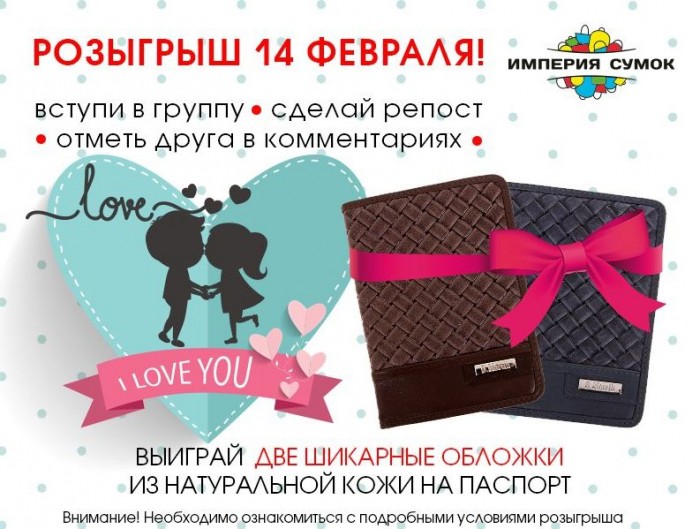 РОЗЫГРЫШ 14 ФЕВРАЛЯ!
ИМПЕРИЯ СУМОК
вступи в группу • сделай репост
• отметь друга в комментариях •
love
I LOVE YOU
ВЫИГРАЙ ДВЕ ШИКАРНЫЕ ОБЛОЖКИ
ИЗ НАТУРАЛЬНОЙ КОЖИ НА ПАСПОРТ
Внимание! Необходимо ознакомиться с подробными условиями розыгрыша